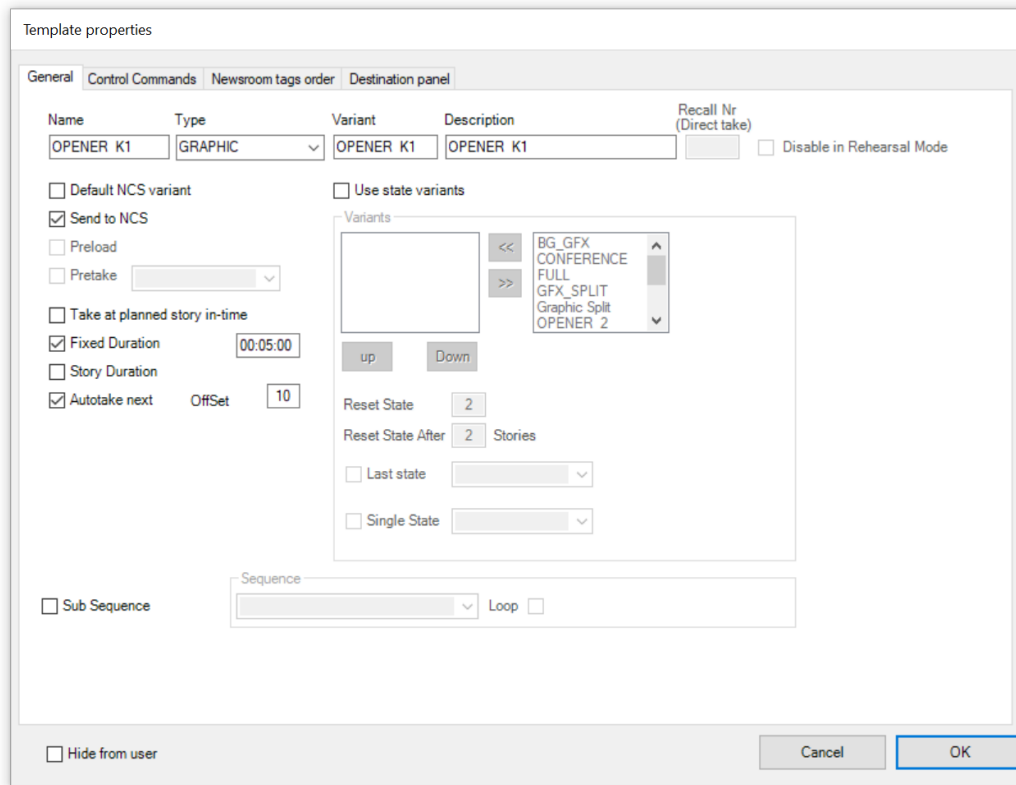 Template properties
General Control Commands Newsroom tags order Destination panel
Name Type Variant Description Recall Nr (Direct take)
OPENER K1 GRAPHIC OPENER K1 OPENER K1 Disable in Rehearsal Mode
Default NCS variant Use state variants
Send to NCS Variants
Preload
Pretake
<< BG_GFX
CONFERENCE
>> FULL
GFX_SPLIT
Graphic Split
OPENER 2
Take at planned story in-time
Fixed Duration 00:05:00
up Down
Story Duration
Autotake next OffSet 10
Reset State 2
Reset State After 2 Stories
Last state
Single State
Sequence
Sub Sequence Loop
Hide from user Cancel OK